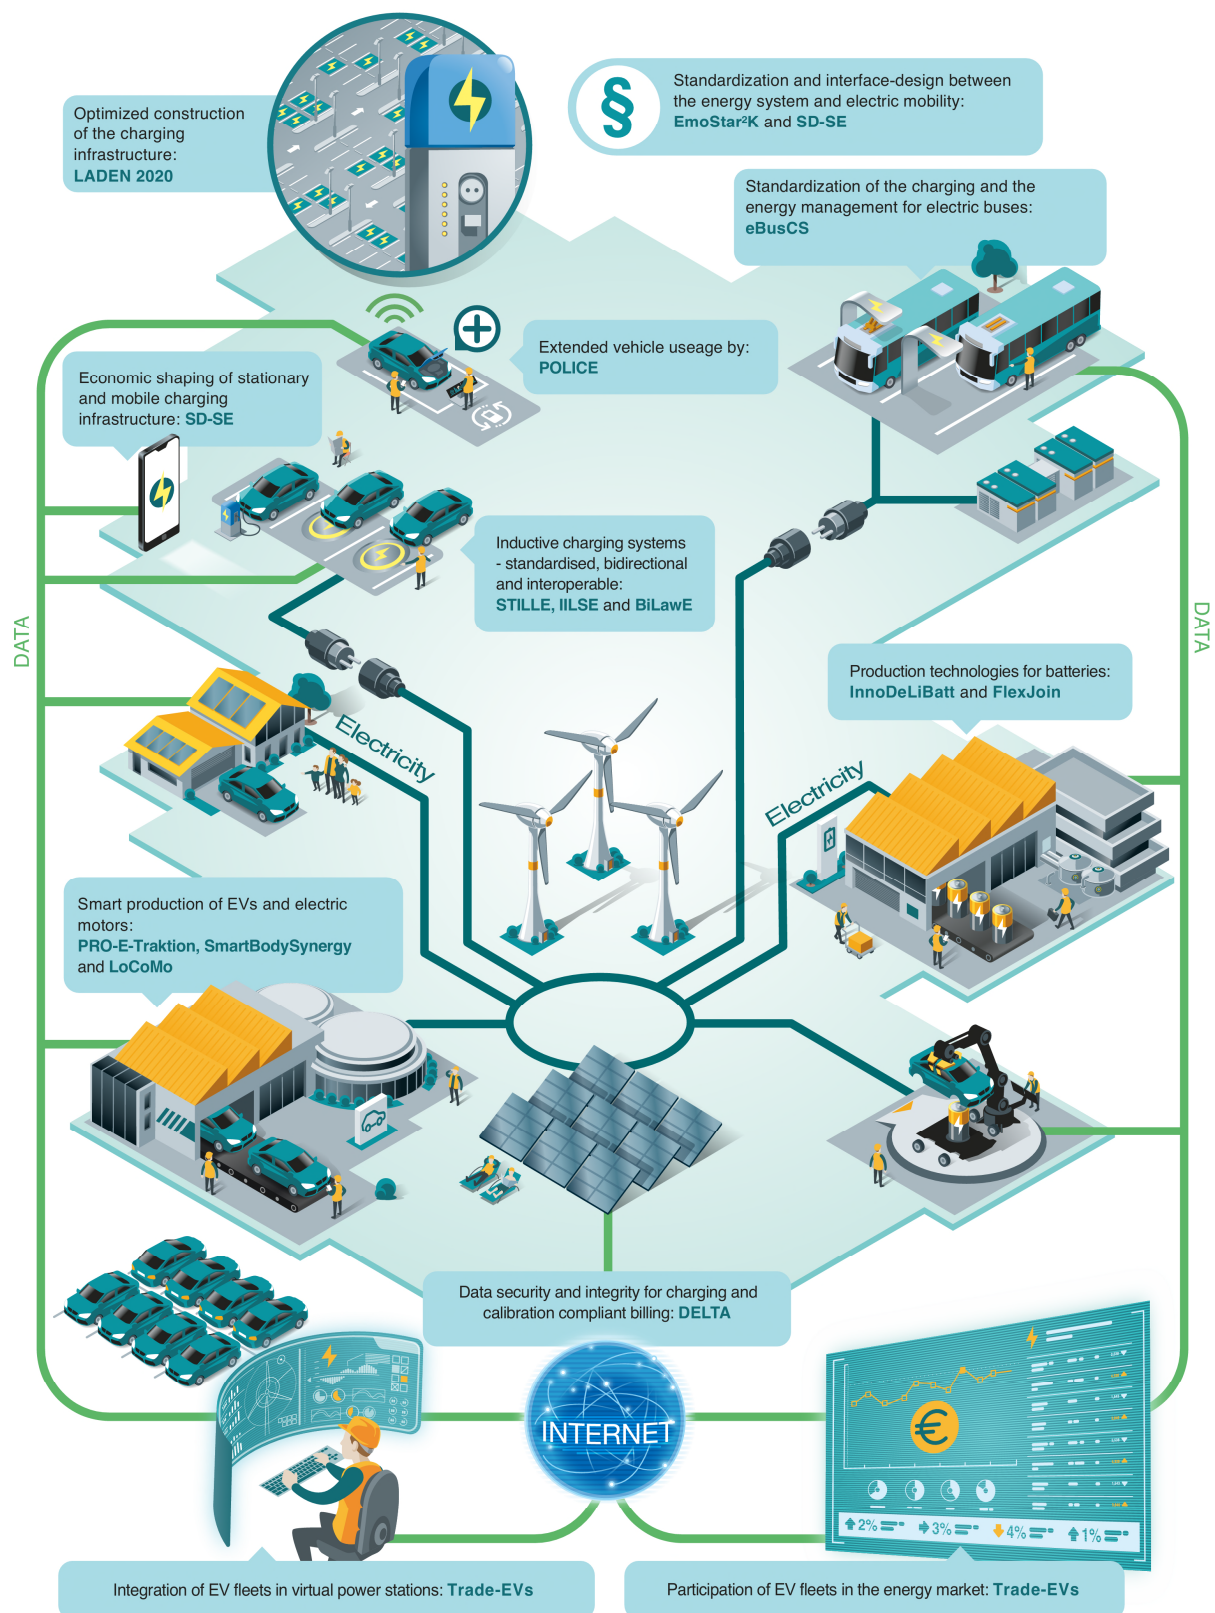 Optimized construction
of the charging
infrastructure:
LADEN 2020
§
Standardization and interface-design between
the energy system and electric mobility:
EmoStar²K and SD-SE
Standardization of the charging and the
energy management for electric buses:
eBusCS
Extended vehicle useage by:
POLICE
Economic shaping of stationary
and mobile charging
infrastructure: SD-SE
Inductive charging systems
- standardised, bidirectional
and interoperable:
STILLE, IILSE and BiLawE
DATA
DATA
Production technologies for batteries:
InnoDeLiBatt and FlexJoin
Electricity
Electricity
Smart production of EVs and electric
motors:
PRO-E-Traktion, SmartBodySynergy
and LoCoMo
Data security and integrity for charging and
calibration compliant billing: DELTA
INTERNET
€
2%
3%
4%
1%
Integration of EV fleets in virtual power stations: Trade-EVs
Participation of EV fleets in the energy market: Trade-EVs